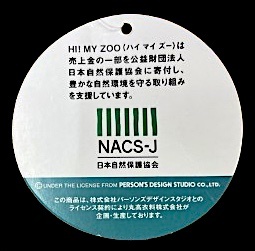 HI! MY ZOO（ハイ マイ ズー）は
売上金の一部を公益財団法人
日本自然保護協会に寄付し、
豊かな自然環境を守る取り組み
を支援しています。
NACS-J
日本自然保護協会
©UNDER THE LICENSE FROM PERSON'S DESIGN STUDIO CO.,LTD.
この商品は、株式会社パーソンズデザインスタジオとの
ライセンス契約により丸高衣料株式会社が
企画・生産しております。